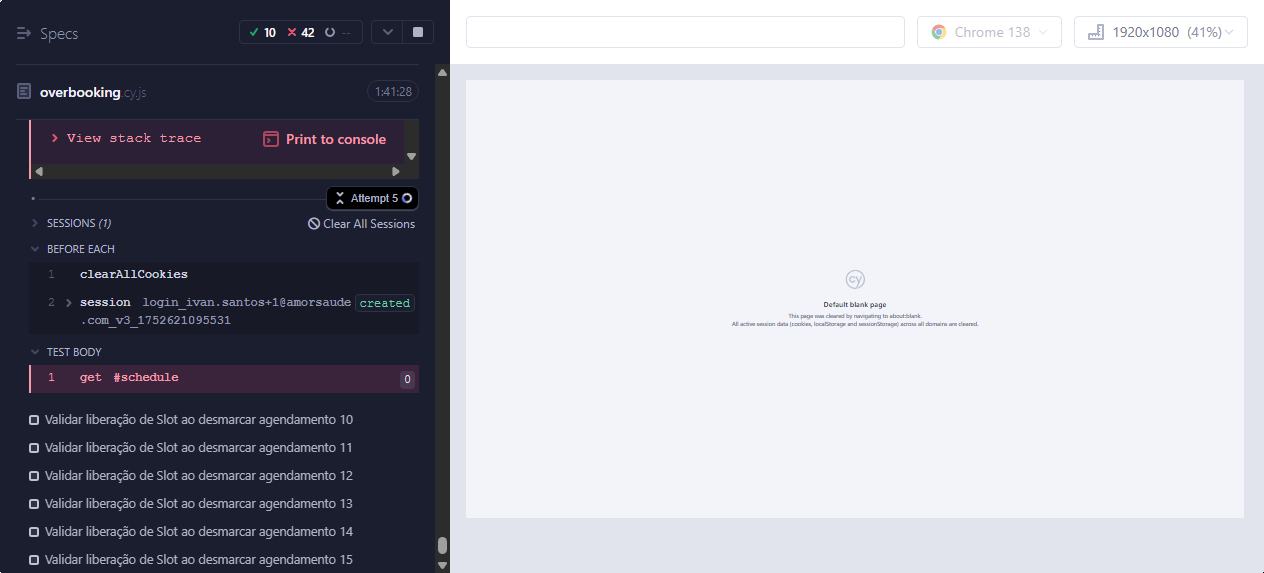 Specs
10 42 --
Chrome 138
1920x1080 (41%)
overbooking.cy.js
1:41:28
View stack trace
Print to console
Attempt 5
SESSIONS (1)
Clear All Sessions
BEFORE EACH
1 clearAllCookies
2 session login_ivan.santos+1@amorsaude created
.com_v3_1752621095531
TEST BODY
1 get #schedule 0
Validar liberação de Slot ao desmarcar agendamento 10
Validar liberação de Slot ao desmarcar agendamento 11
Validar liberação de Slot ao desmarcar agendamento 12
Validar liberação de Slot ao desmarcar agendamento 13
Validar liberação de Slot ao desmarcar agendamento 14
Validar liberação de Slot ao desmarcar agendamento 15
cy
Default blank page
This page was cleared by navigating to about:blank.
All active session data (cookies, localStorage and sessionStorage) across all domains are cleared.